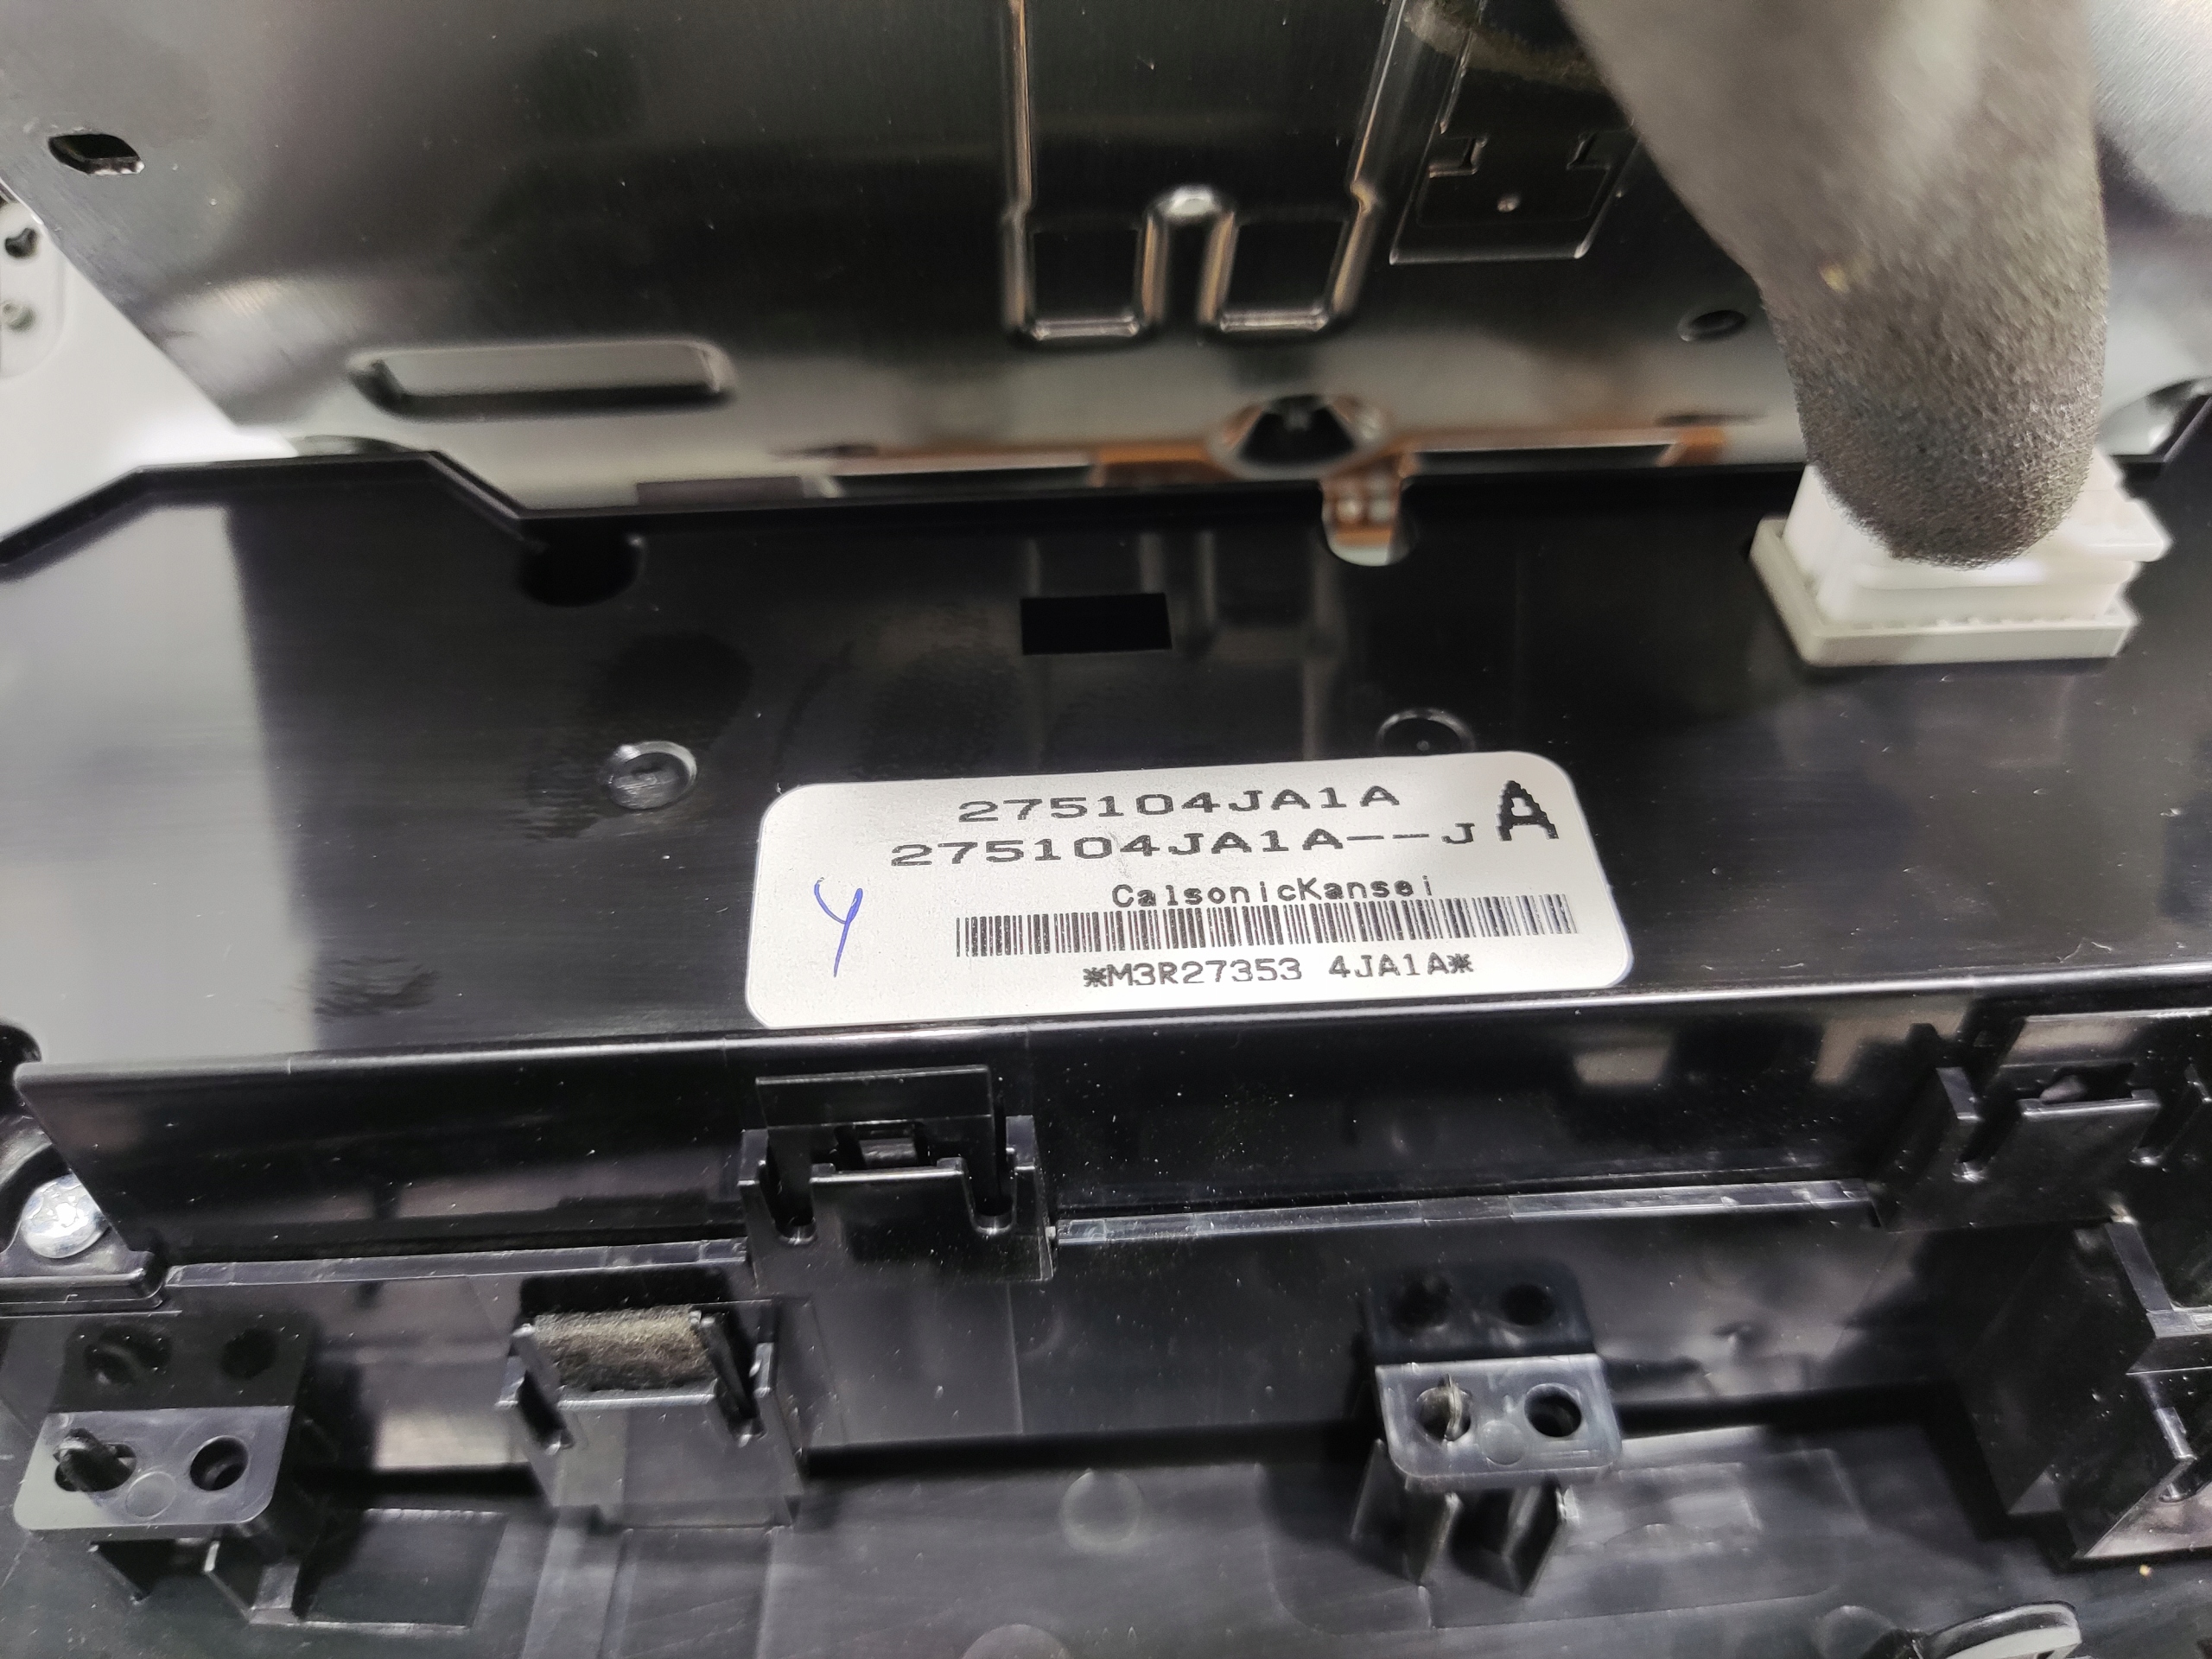 275104JA1A
275104JA1A--J A
CalsonicKansei
*M3R27353 4JA1A*
Y